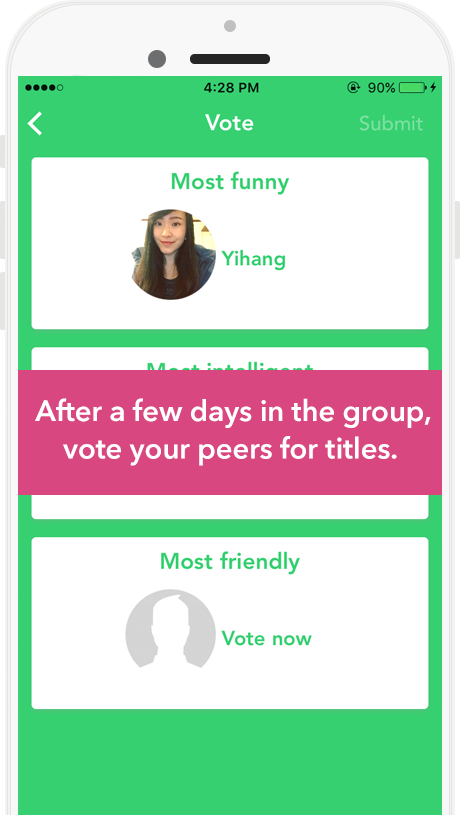 4:28 PM 90%
Vote Submit
Most funny
Yihang
Most intelligent
After a few days in the group,
vote your peers for titles.
Most friendly
Vote now